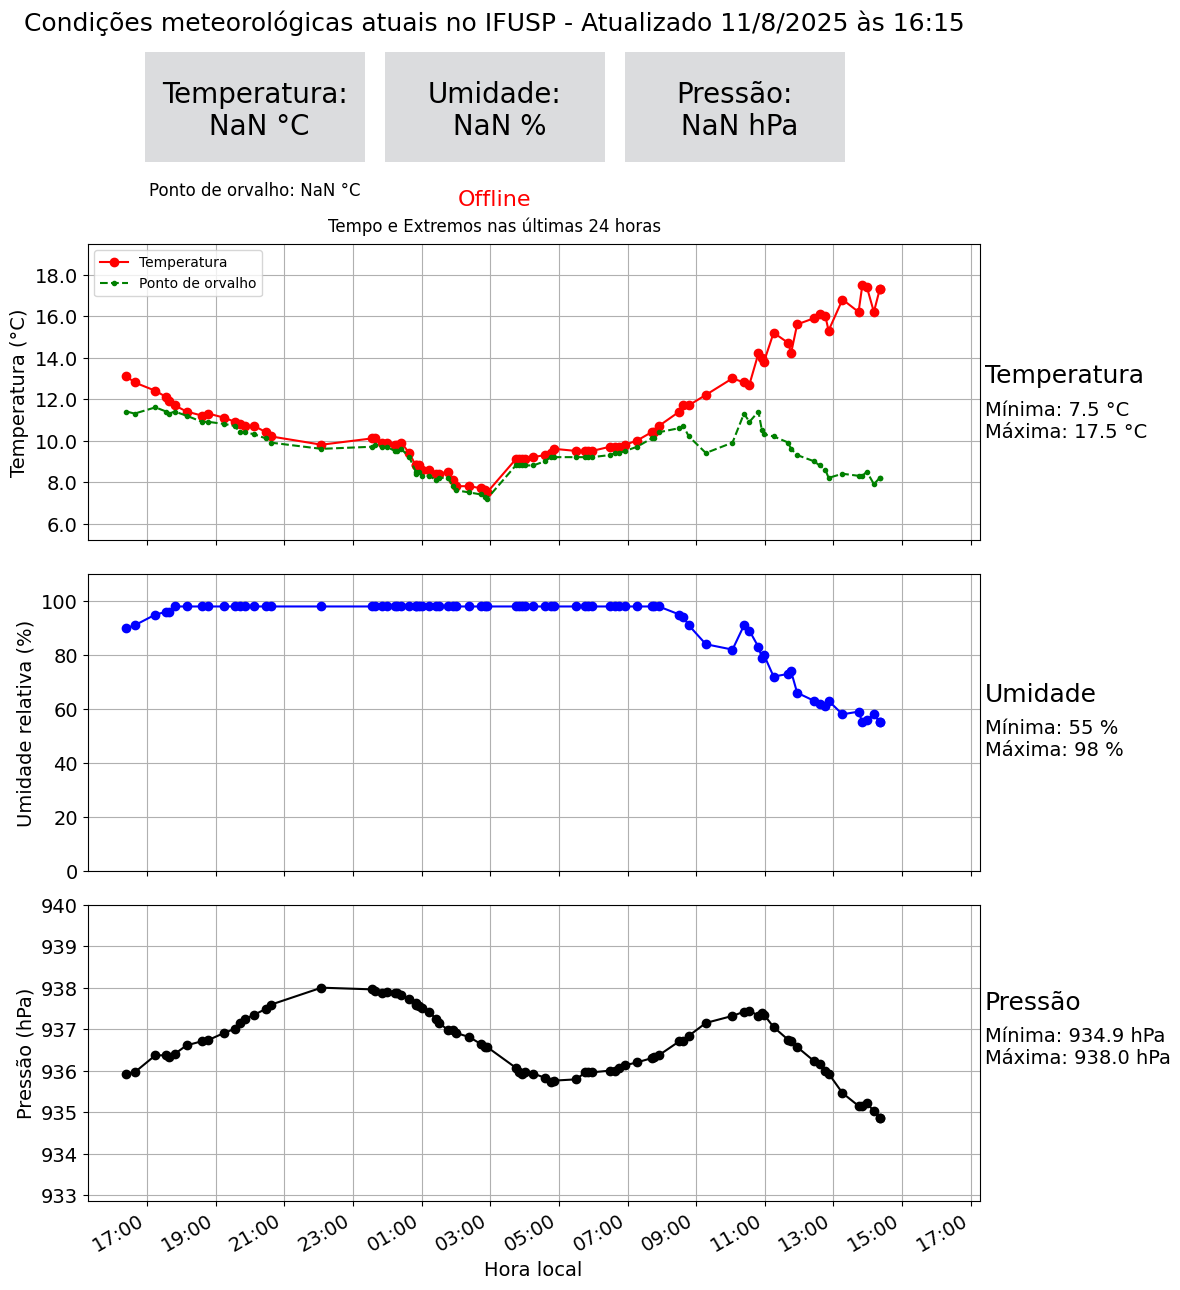 Condições meteorológicas atuais no IFUSP - Atualizado 11/8/2025 às 16:15
Temperatura:
NaN °C
Umidade:
NaN %
Pressão:
NaN hPa
Ponto de orvalho: NaN °C
Offline
Tempo e Extremos nas últimas 24 horas
Temperatura
Ponto de orvalho
Temperatura (°C)
18.0
16.0
14.0
12.0
10.0
8.0
6.0
Temperatura
Mínima: 7.5 °C
Máxima: 17.5 °C
Umidade relativa (%)
100
80
60
40
20
0
Umidade
Mínima: 55 %
Máxima: 98 %
Pressão (hPa)
940
939
938
937
936
935
934
933
Pressão
Mínima: 934.9 hPa
Máxima: 938.0 hPa
17:00
19:00
21:00
23:00
01:00
03:00
05:00
07:00
09:00
11:00
13:00
15:00
17:00
Hora local